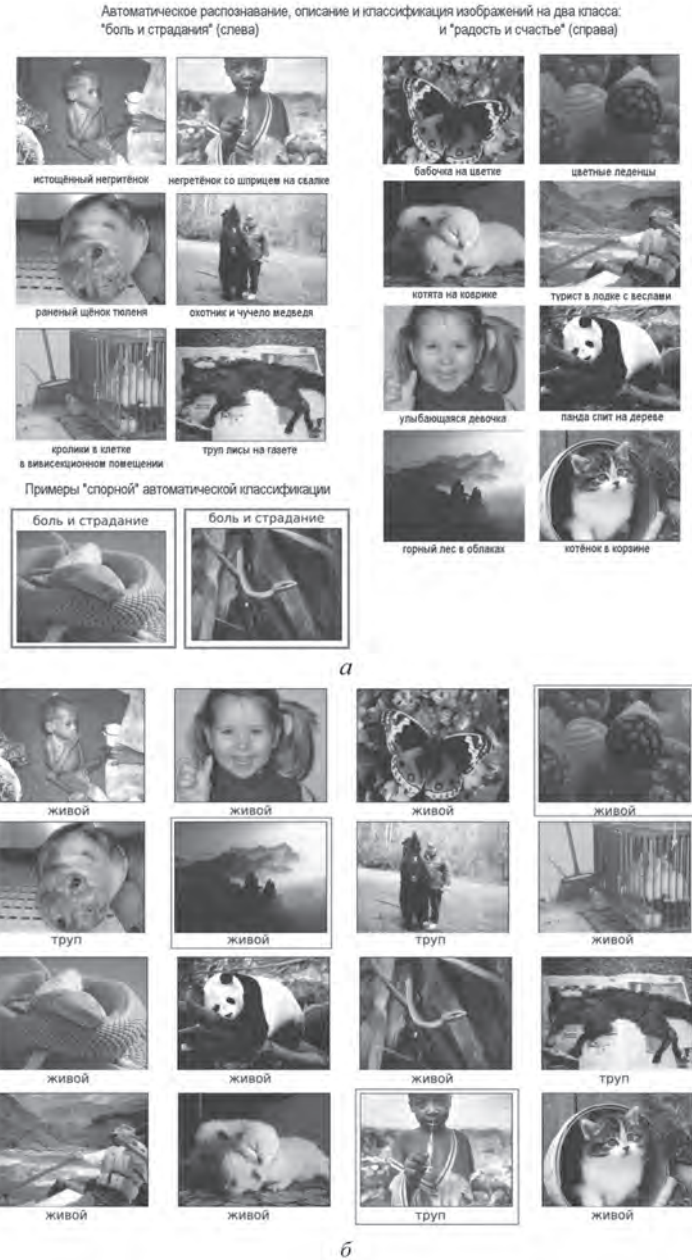 Автоматическое распознавание, описание и классификация изображений на два класса:
"боль и страдания" (слева) и "радость и счастье" (справа)
истощённый негритёнок
негретёнок со шприцем на свалке
бабочка на цветке
цветные леденцы
раненый щёнок тюленя
охотник и чучело медведя
котята на коврике
турист в лодке с веслами
кролики в клетке
в вивисекционном помещении
труп лисы на газете
улыбающаяся девочка
панда спит на дереве
горный лес в облаках
котёнок в корзине
Примеры "спорной" автоматической классификации
боль и страдание
боль и страдание
а
живой
живой
живой
живой
труп
живой
труп
живой
живой
живой
живой
труп
живой
живой
труп
живой
б